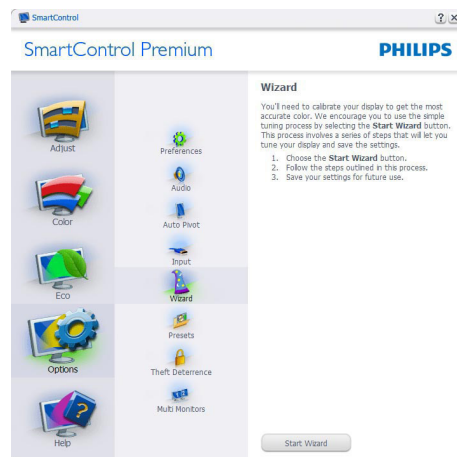 SmartControl
SmartControl Premium
PHILIPS
Adjust
Color
Eco
Options
Help
Preferences
Audio
Auto Pivot
Input
Wizard
Presets
Theft Deterrence
Multi Monitors
Wizard
You'll need to calibrate your display to get the most
accurate color. We encourage you to use the simple
tuning process by selecting the Start Wizard button.
This process involves a series of steps that will let you
tune your display and save the settings.
1. Choose the Start Wizard button.
2. Follow the steps outlined in this process.
3. Save your settings for future use.
Start Wizard